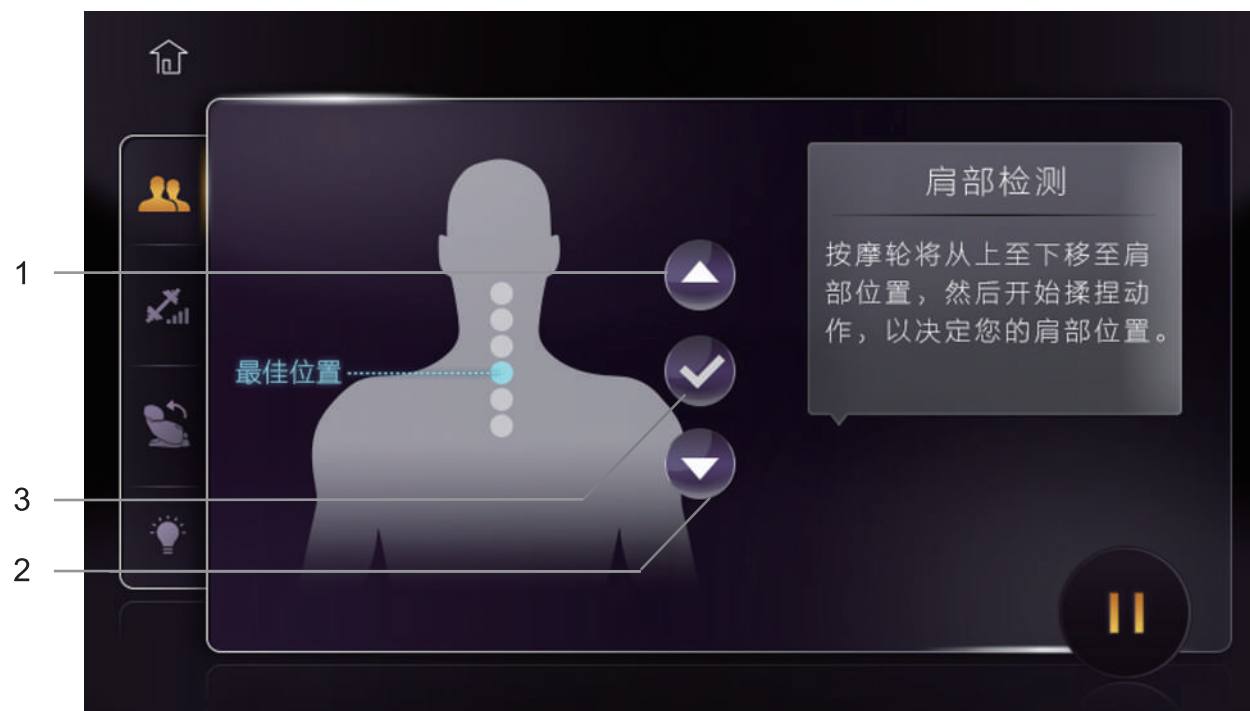 肩部检测
按摩轮将从上至下移至肩
部位置，然后开始揉捏动
作，以决定您的肩部位置。
1
最佳位置
3
2